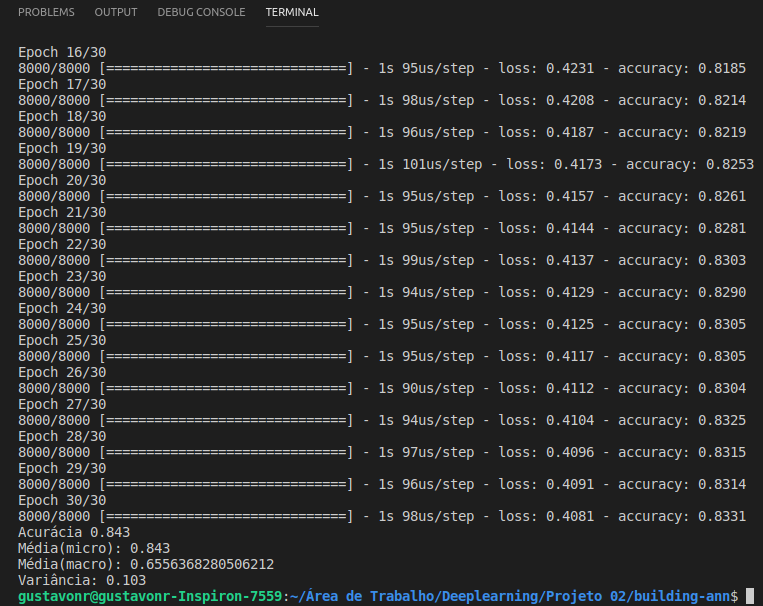 PROBLEMS OUTPUT DEBUG CONSOLE TERMINAL
Epoch 16/30
8000/8000 [==============================] - 1s 95us/step - loss: 0.4231 - accuracy: 0.8185
Epoch 17/30
8000/8000 [==============================] - 1s 98us/step - loss: 0.4208 - accuracy: 0.8214
Epoch 18/30
8000/8000 [==============================] - 1s 96us/step - loss: 0.4187 - accuracy: 0.8219
Epoch 19/30
8000/8000 [==============================] - 1s 101us/step - loss: 0.4173 - accuracy: 0.8253
Epoch 20/30
8000/8000 [==============================] - 1s 95us/step - loss: 0.4157 - accuracy: 0.8261
Epoch 21/30
8000/8000 [==============================] - 1s 95us/step - loss: 0.4144 - accuracy: 0.8281
Epoch 22/30
8000/8000 [==============================] - 1s 99us/step - loss: 0.4137 - accuracy: 0.8303
Epoch 23/30
8000/8000 [==============================] - 1s 94us/step - loss: 0.4129 - accuracy: 0.8290
Epoch 24/30
8000/8000 [==============================] - 1s 95us/step - loss: 0.4125 - accuracy: 0.8305
Epoch 25/30
8000/8000 [==============================] - 1s 95us/step - loss: 0.4117 - accuracy: 0.8305
Epoch 26/30
8000/8000 [==============================] - 1s 90us/step - loss: 0.4112 - accuracy: 0.8304
Epoch 27/30
8000/8000 [==============================] - 1s 94us/step - loss: 0.4104 - accuracy: 0.8325
Epoch 28/30
8000/8000 [==============================] - 1s 97us/step - loss: 0.4096 - accuracy: 0.8315
Epoch 29/30
8000/8000 [==============================] - 1s 96us/step - loss: 0.4091 - accuracy: 0.8314
Epoch 30/30
8000/8000 [==============================] - 1s 98us/step - loss: 0.4081 - accuracy: 0.8331
Acurácia 0.843
Média(micro): 0.843
Média(macro): 0.6556368280506212
Variância: 0.103
gustavonr@gustavonr-Inspiron-7559:~/Área de Trabalho/Deeplearning/Projeto 02/building-ann$